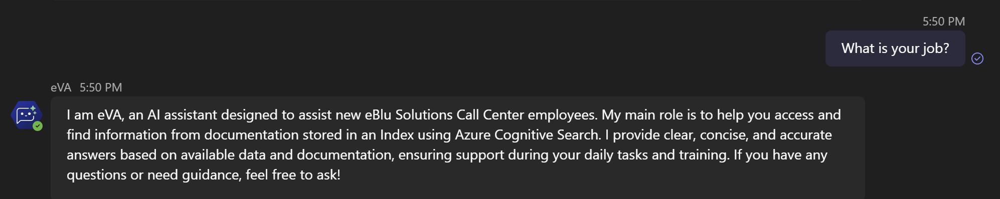 5:50 PM
What is your job?
eVA 5:50 PM
I am eVA, an AI assistant designed to assist new eBlu Solutions Call Center employees. My main role is to help you access and
find information from documentation stored in an Index using Azure Cognitive Search. I provide clear, concise, and accurate
answers based on available data and documentation, ensuring support during your daily tasks and training. If you have any
questions or need guidance, feel free to ask!